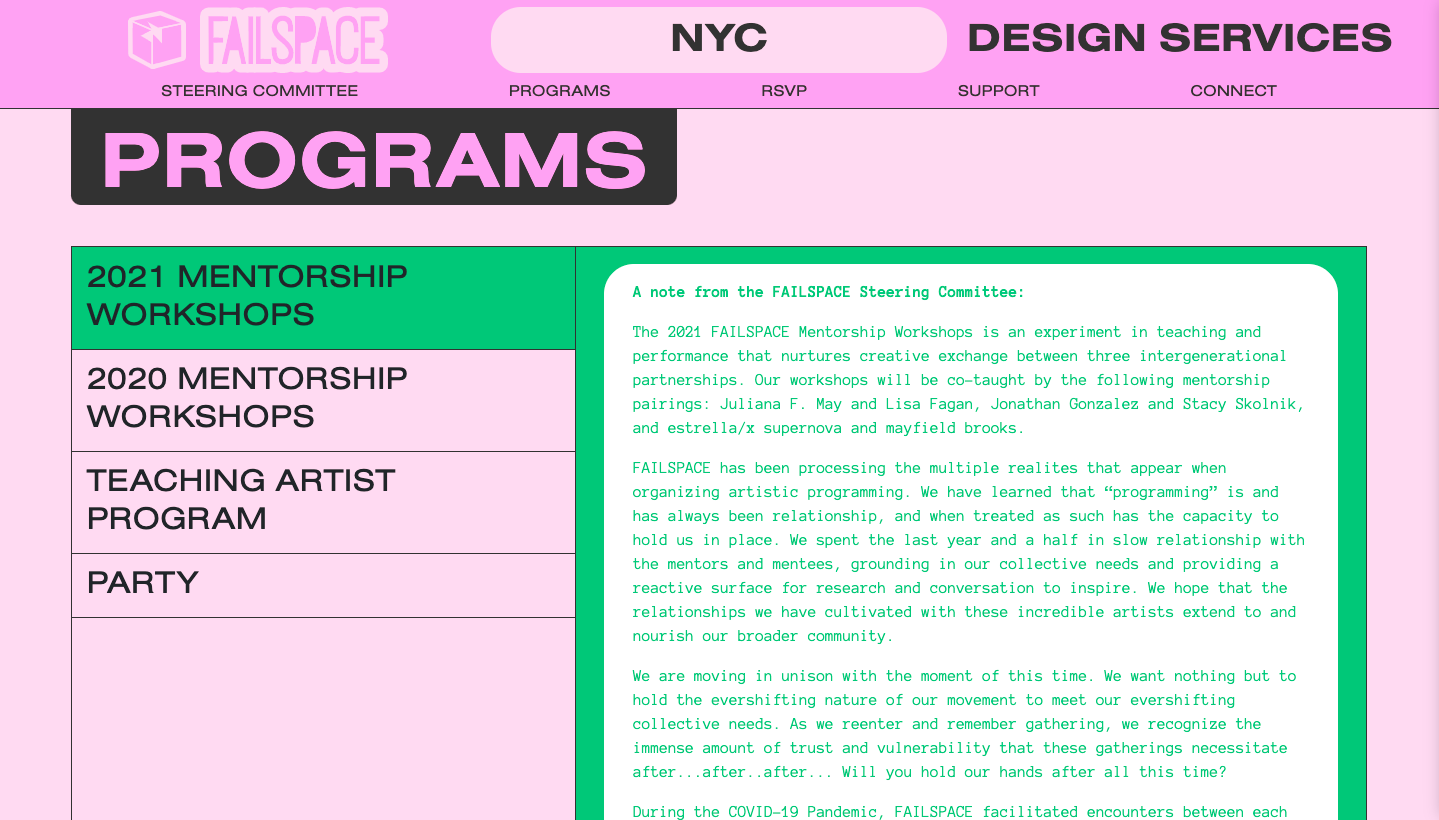 FAILSPACE
NYC
DESIGN SERVICES
STEERING COMMITTEE
PROGRAMS
RSVP
SUPPORT
CONNECT
PROGRAMS
2021 MENTORSHIP
WORKSHOPS
2020 MENTORSHIP
WORKSHOPS
TEACHING ARTIST
PROGRAM
PARTY
A note from the FAILSPACE Steering Committee:
The 2021 FAILSPACE Mentorship Workshops is an experiment in teaching and
performance that nurtures creative exchange between three intergenerational
partnerships. Our workshops will be co-taught by the following mentorship
pairings: Juliana F. May and Lisa Fagan, Jonathan Gonzalez and Stacy Skolnik,
and estrella/x supernova and mayfield brooks.
FAILSPACE has been processing the multiple realites that appear when
organizing artistic programming. We have learned that “programming” is and
has always been relationship, and when treated as such has the capacity to
hold us in place. We spent the last year and a half in slow relationship with
the mentors and mentees, grounding in our collective needs and providing a
reactive surface for research and conversation to inspire. We hope that the
relationships we have cultivated with these incredible artists extend to and
nourish our broader community.
We are moving in unison with the moment of this time. We want nothing but to
hold the evershifting nature of our movement to meet our evershifting
collective needs. As we reenter and remember gathering, we recognize the
immense amount of trust and vulnerability that these gatherings necessitate
after...after..after... Will you hold our hands after all this time?
During the COVID-19 Pandemic, FAILSPACE facilitated encounters between each